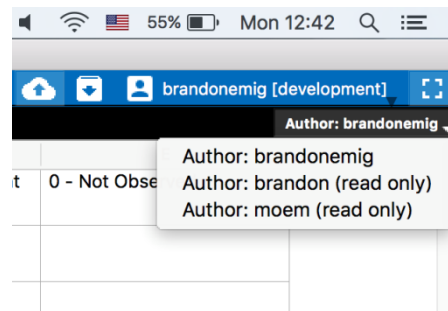 55% Mon 12:42
brandonemig [development]
Author: brandonemig
Author: brandonemig
t 0 - Not Obse
Author: brandon (read only)
Author: moem (read only)